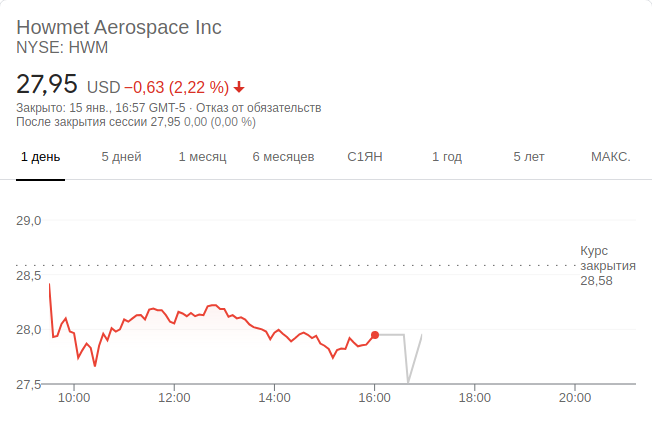 Howmet Aerospace Inc
NYSE: HWM
27,95 USD −0,63 (2,22 %)
Закрыто: 15 янв., 16:57 GMT-5 · Отказ от обязательств
После закрытия сессии 27,95 0,00 (0,00 %)
1 день 5 дней 1 месяц 6 месяцев С1ЯН 1 год 5 лет МАКС.
29,0
Курс
закрытия
28,58
28,5
28,0
27,5
10:00 12:00 14:00 16:00 18:00 20:00